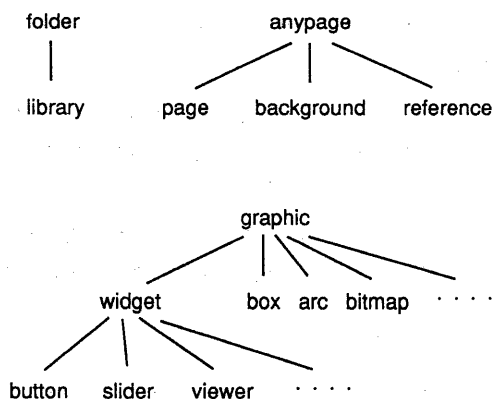 folder anypage
library page background reference
graphic
widget box arc bitmap . . . .
button slider viewer . . . .